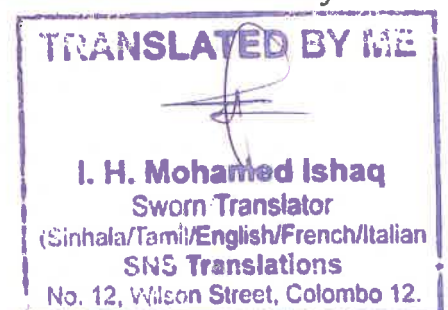 TRANSLATED BY ME
I. H. Mohamed Ishaq
Sworn Translator
(Sinhala/Tamil/English/French/Italian
SNS Translations
No. 12, Wilson Street, Colombo 12.